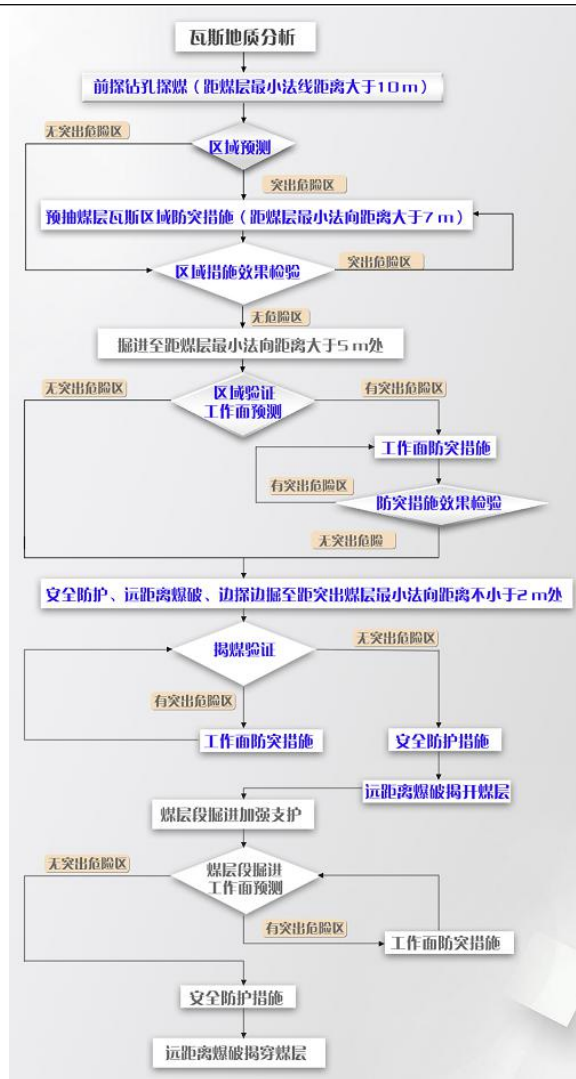 瓦斯地质分析
前探钻孔探煤（距煤层最小法线距离大于10m）
无突出危险区
区域预测
突出危险区
预抽煤层瓦斯区域防突措施（距煤层最小法向距离大于7m）
区域措施效果检验
突出危险区
无危险区
掘进至距煤层最小法向距离大于5m处
无突出危险区
区域验证
工作面预测
有突出危险区
工作面防突措施
有突出危险区
防突措施效果检验
无突出危险
安全防护、远距离爆破、边探边掘至距突出煤层最小法向距离不小于2m处
揭煤验证
无突出危险区
有突出危险区
工作面防突措施
安全防护措施
远距离爆破揭开煤层
煤层段掘进加强支护
无突出危险区
煤层段掘进
工作面预测
有突出危险区
工作面防突措施
安全防护措施
远距离爆破揭穿煤层